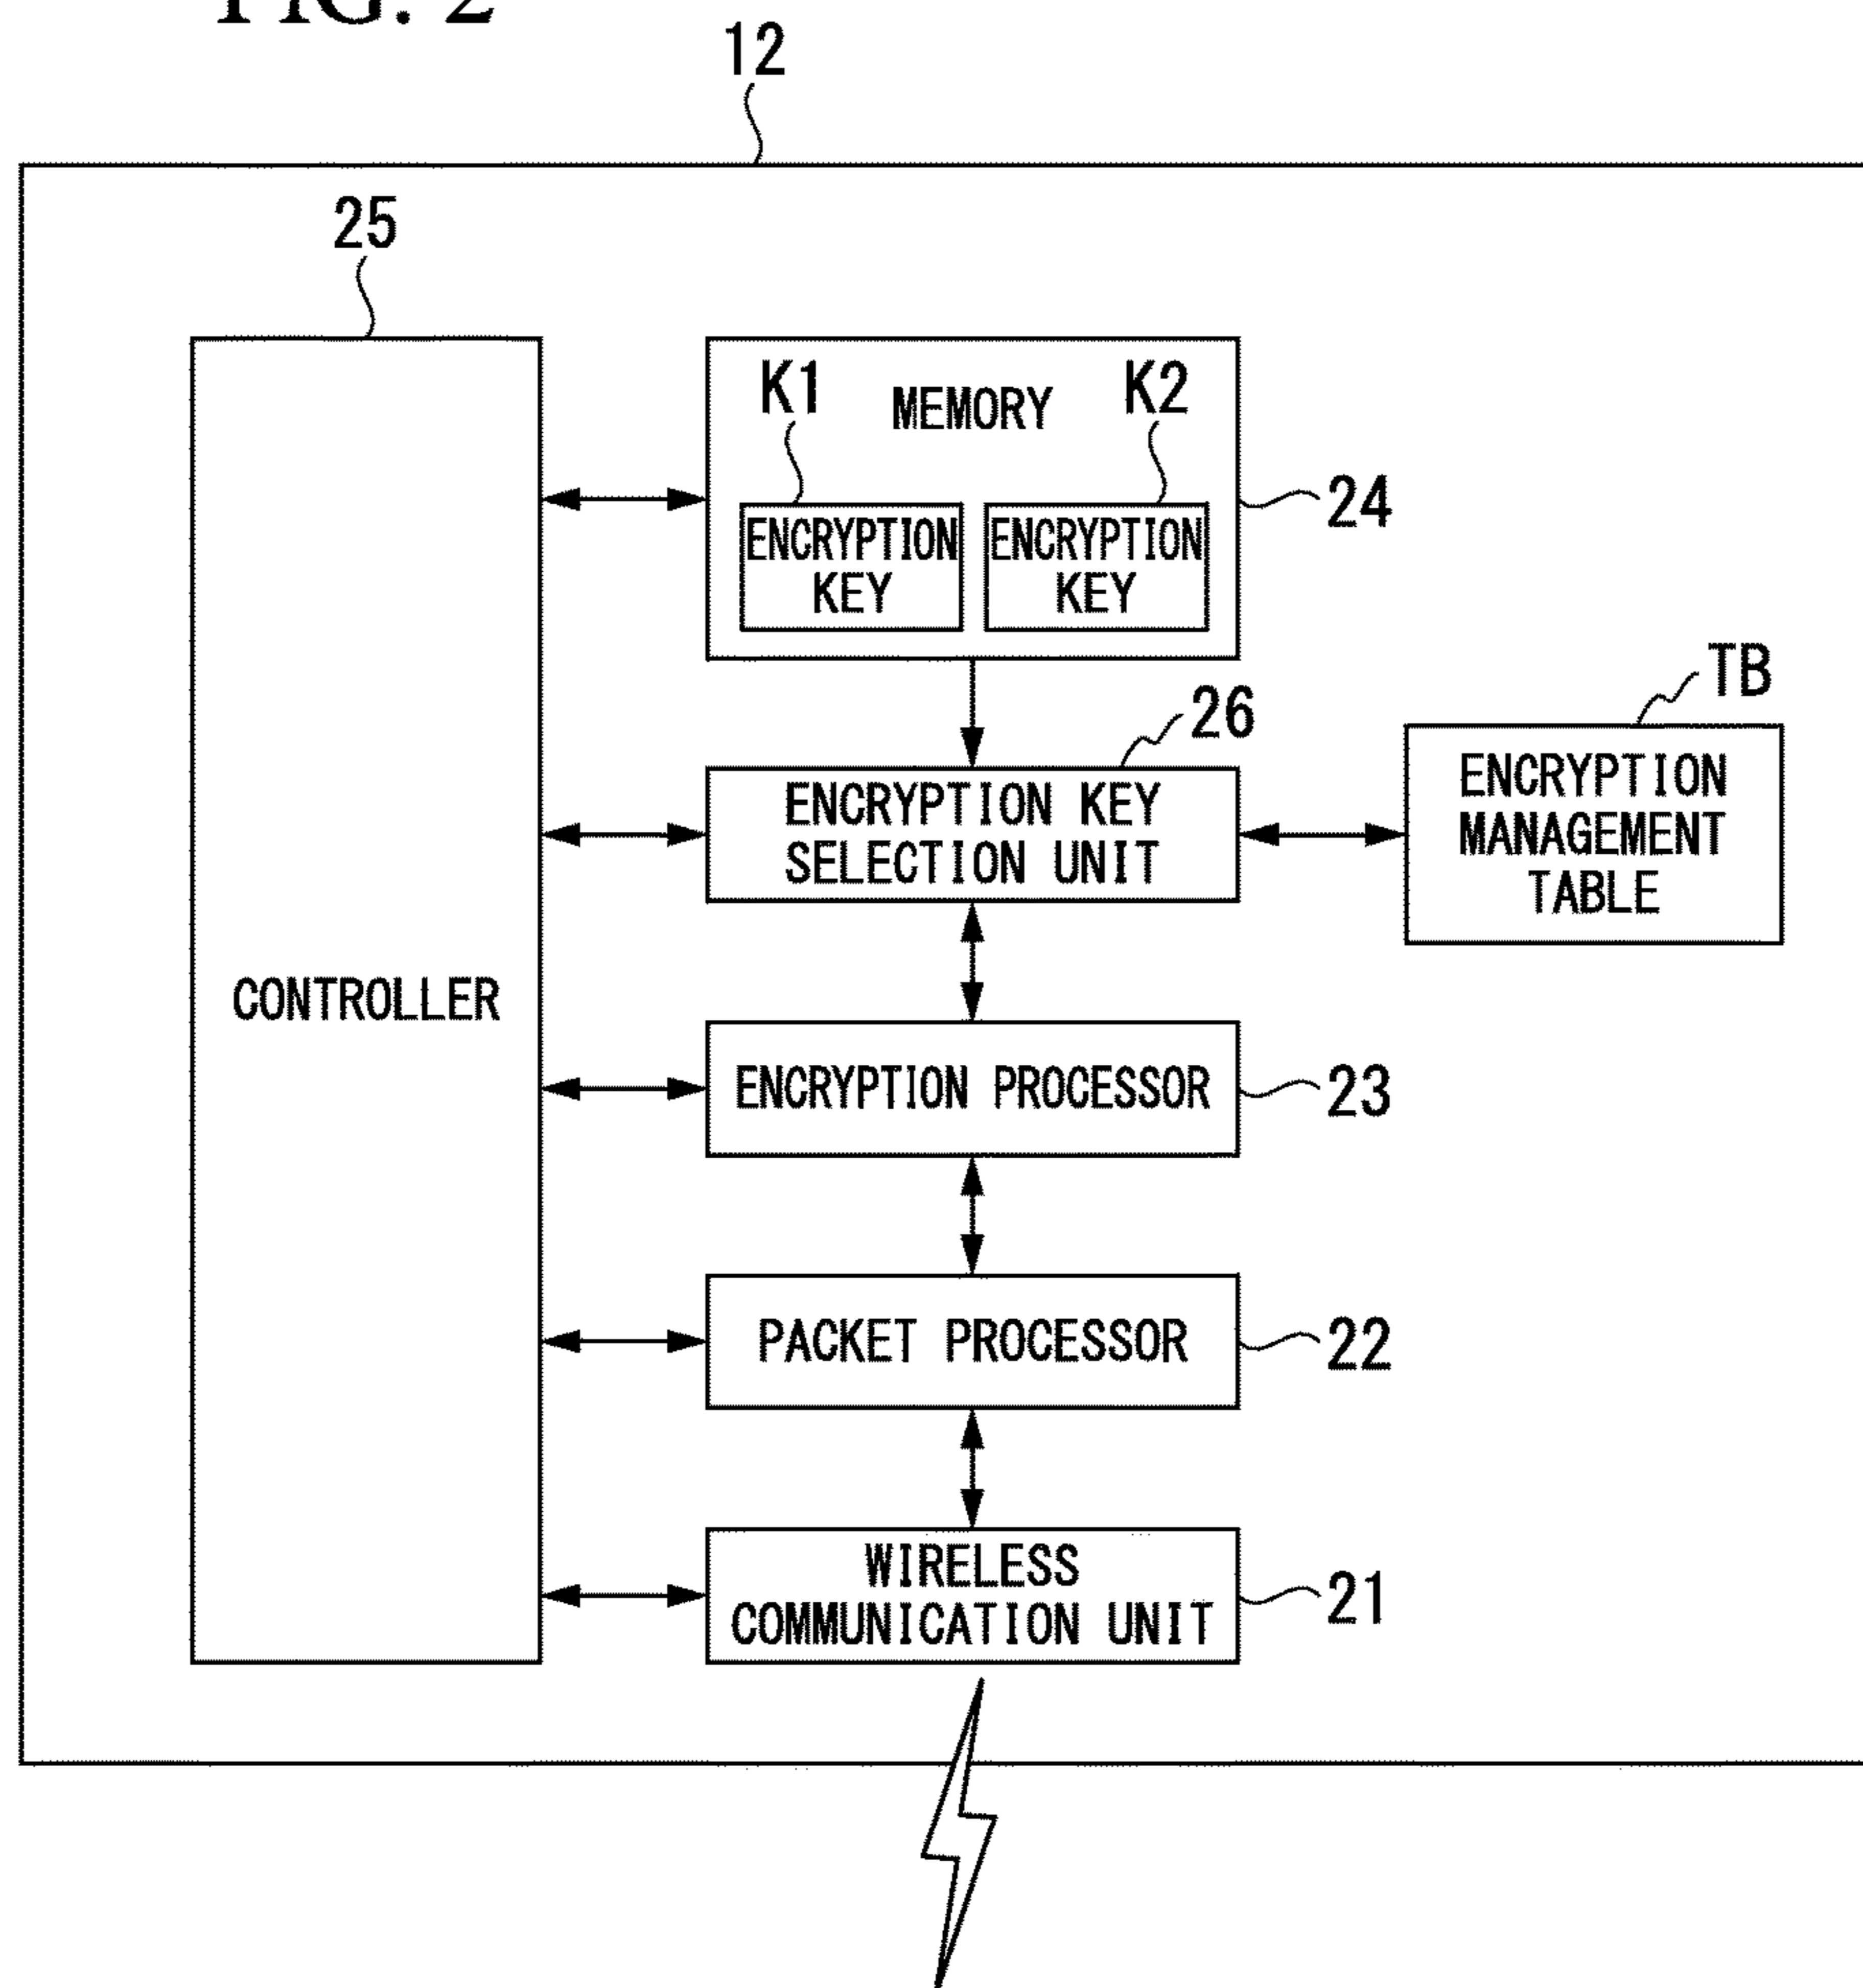 FIG. 2
12
25
K1
MEMORY
K2
24
ENCRYPTION
KEY
ENCRYPTION
KEY
TB
26
ENCRYPTION KEY
SELECTION UNIT
ENCRYPTION
MANAGEMENT
TABLE
CONTROLLER
ENCRYPTION PROCESSOR
23
PACKET PROCESSOR
22
WIRELESS
COMMUNICATION UNIT
21